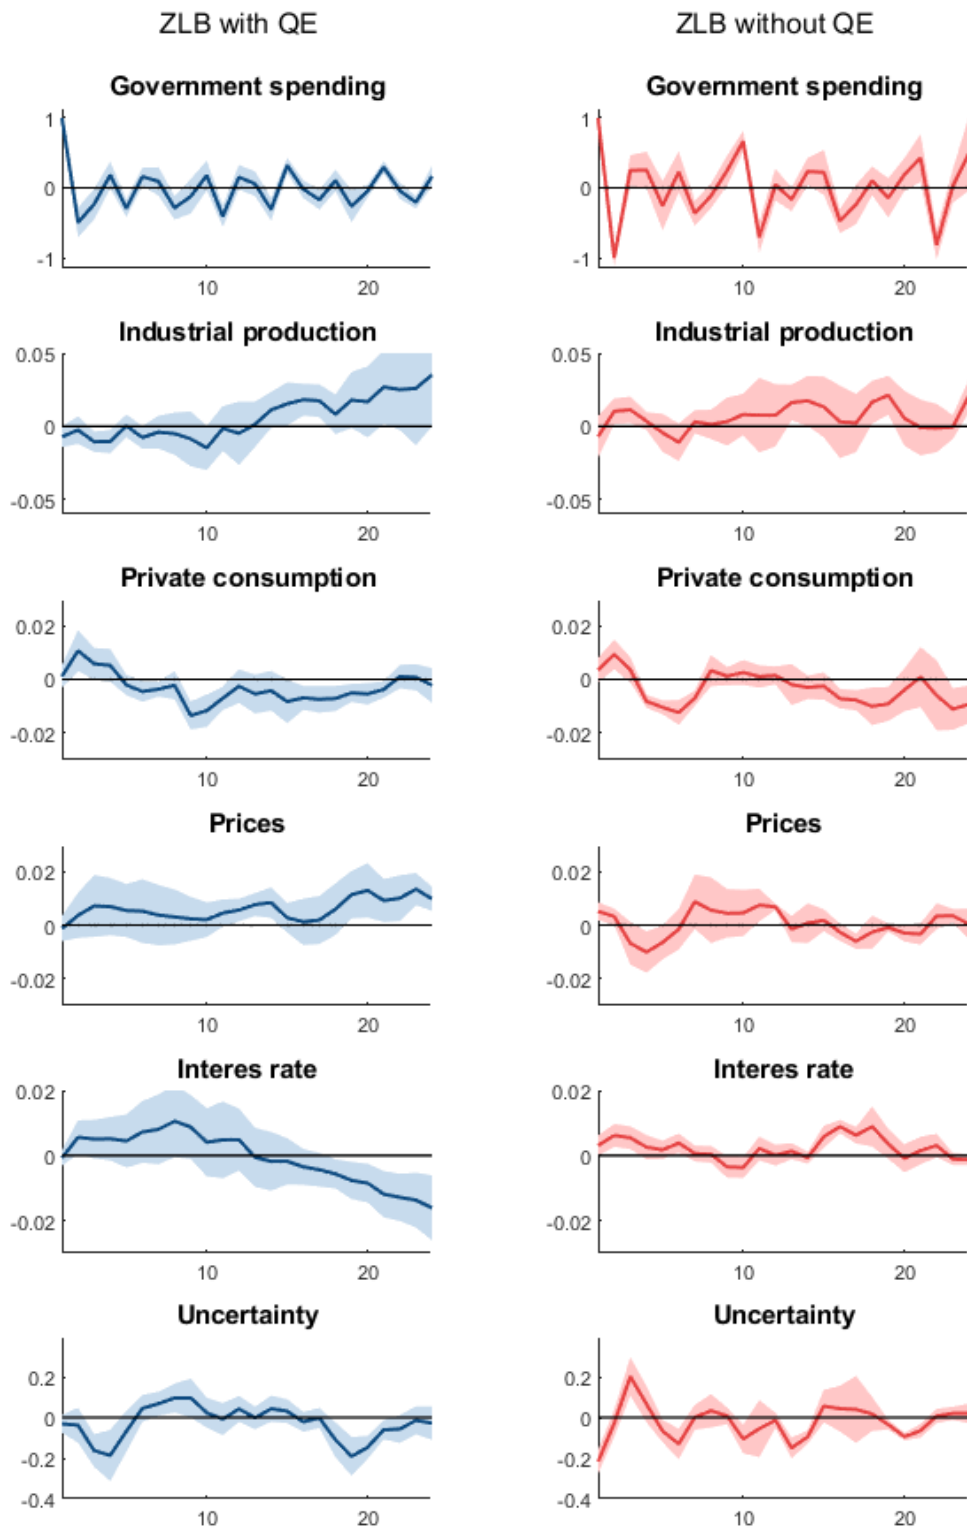 ZLB with QE ZLB without QE
Government spending Government spending
1 1
0 0
-1 -1
10 20 10 20
Industrial production Industrial production
0.05 0.05
0 0
-0.05 -0.05
10 20 10 20
Private consumption Private consumption
0.02 0.02
0 0
-0.02 -0.02
10 20 10 20
Prices Prices
0.02 0.02
0 0
-0.02 -0.02
10 20 10 20
Interes rate Interes rate
0.02 0.02
0 0
-0.02 -0.02
10 20 10 20
Uncertainty Uncertainty
0.2 0.2
0 0
-0.2 -0.2
-0.4 -0.4
10 20 10 20